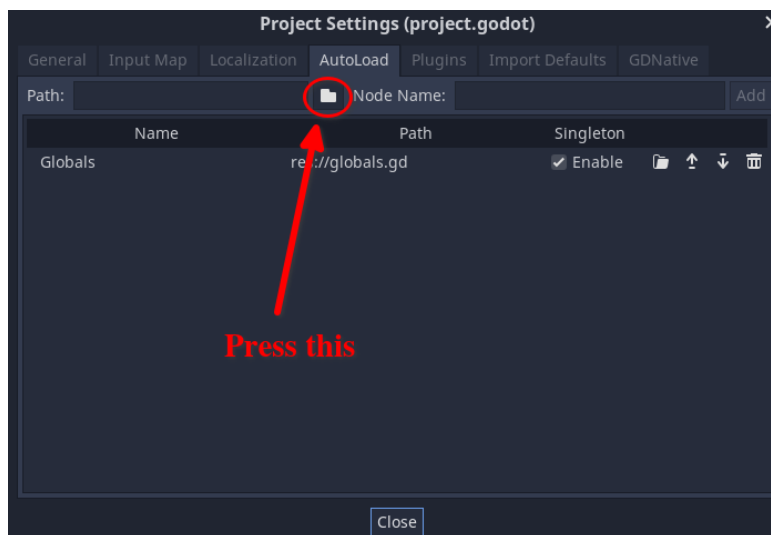 Project Settings (project.godot)
General Input Map Localization AutoLoad Plugins Import Defaults GDNative
Path: Node Name: Add
Name Path Singleton
Globals res://globals.gd Enable
Press this
Close